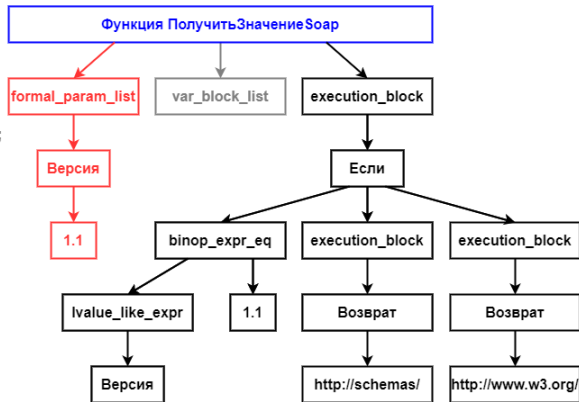 Функция ПолучитьЗначениеSoap
formal_param_list
var_block_list
execution_block
;
Версия
Если
1.1
binop_expr_eq
execution_block
execution_block
lvalue_like_expr
1.1
Возврат
Возврат
Версия
http://schemas/
http://www.w3.org/